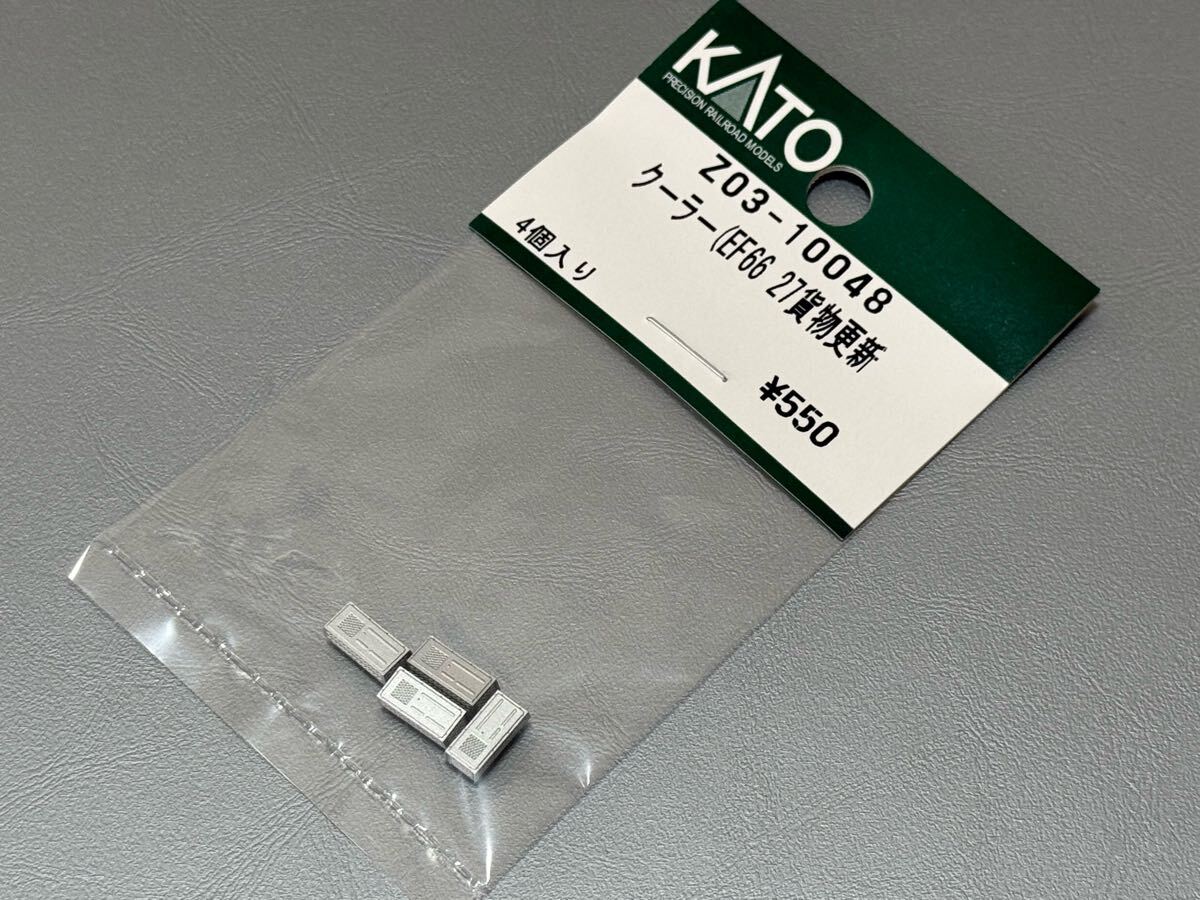 KATO
PRECISION RAILROAD MODELS
Z03-10048
クーラー(EF66 27貨物更新
4個入り
¥550